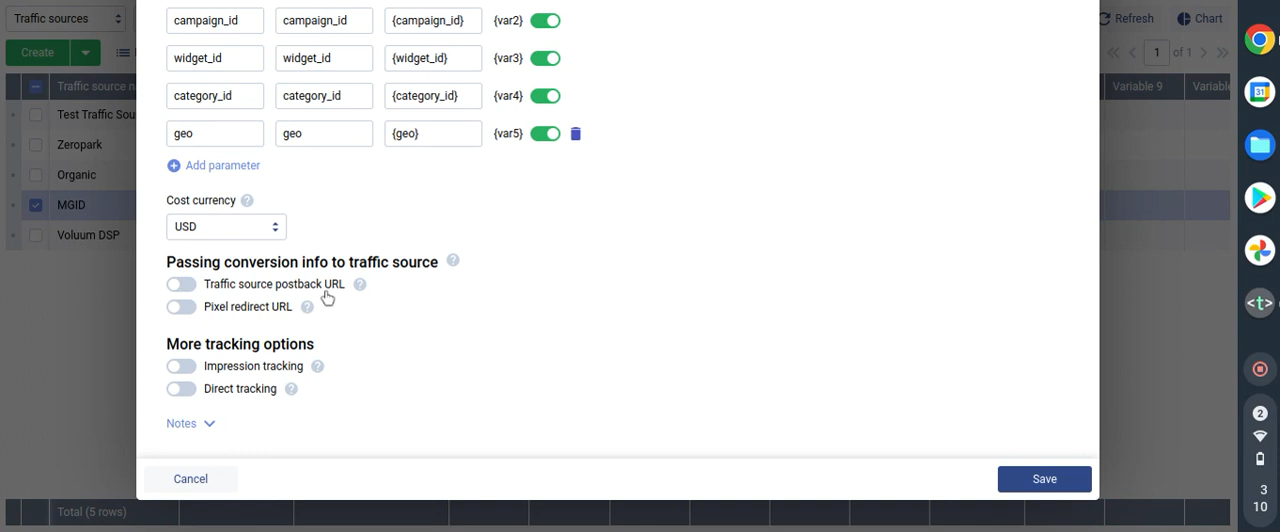 Traffic sources
Refresh
Chart
Create
1 of 1
Traffic source n
Variable 9
Variabl
Test Traffic Sou
Zeropark
Organic
MGID
Voluum DSP
campaign_id campaign_id {campaign_id} {var2}
widget_id widget_id {widget_id} {var3}
category_id category_id {category_id} {var4}
geo geo {geo} {var5}
Add parameter
Cost currency ?
USD
Passing conversion info to traffic source ?
Traffic source postback URL ?
Pixel redirect URL ?
More tracking options
Impression tracking ?
Direct tracking ?
Notes
Cancel
Save
Total (5 rows)
31
<t>
2
3
10